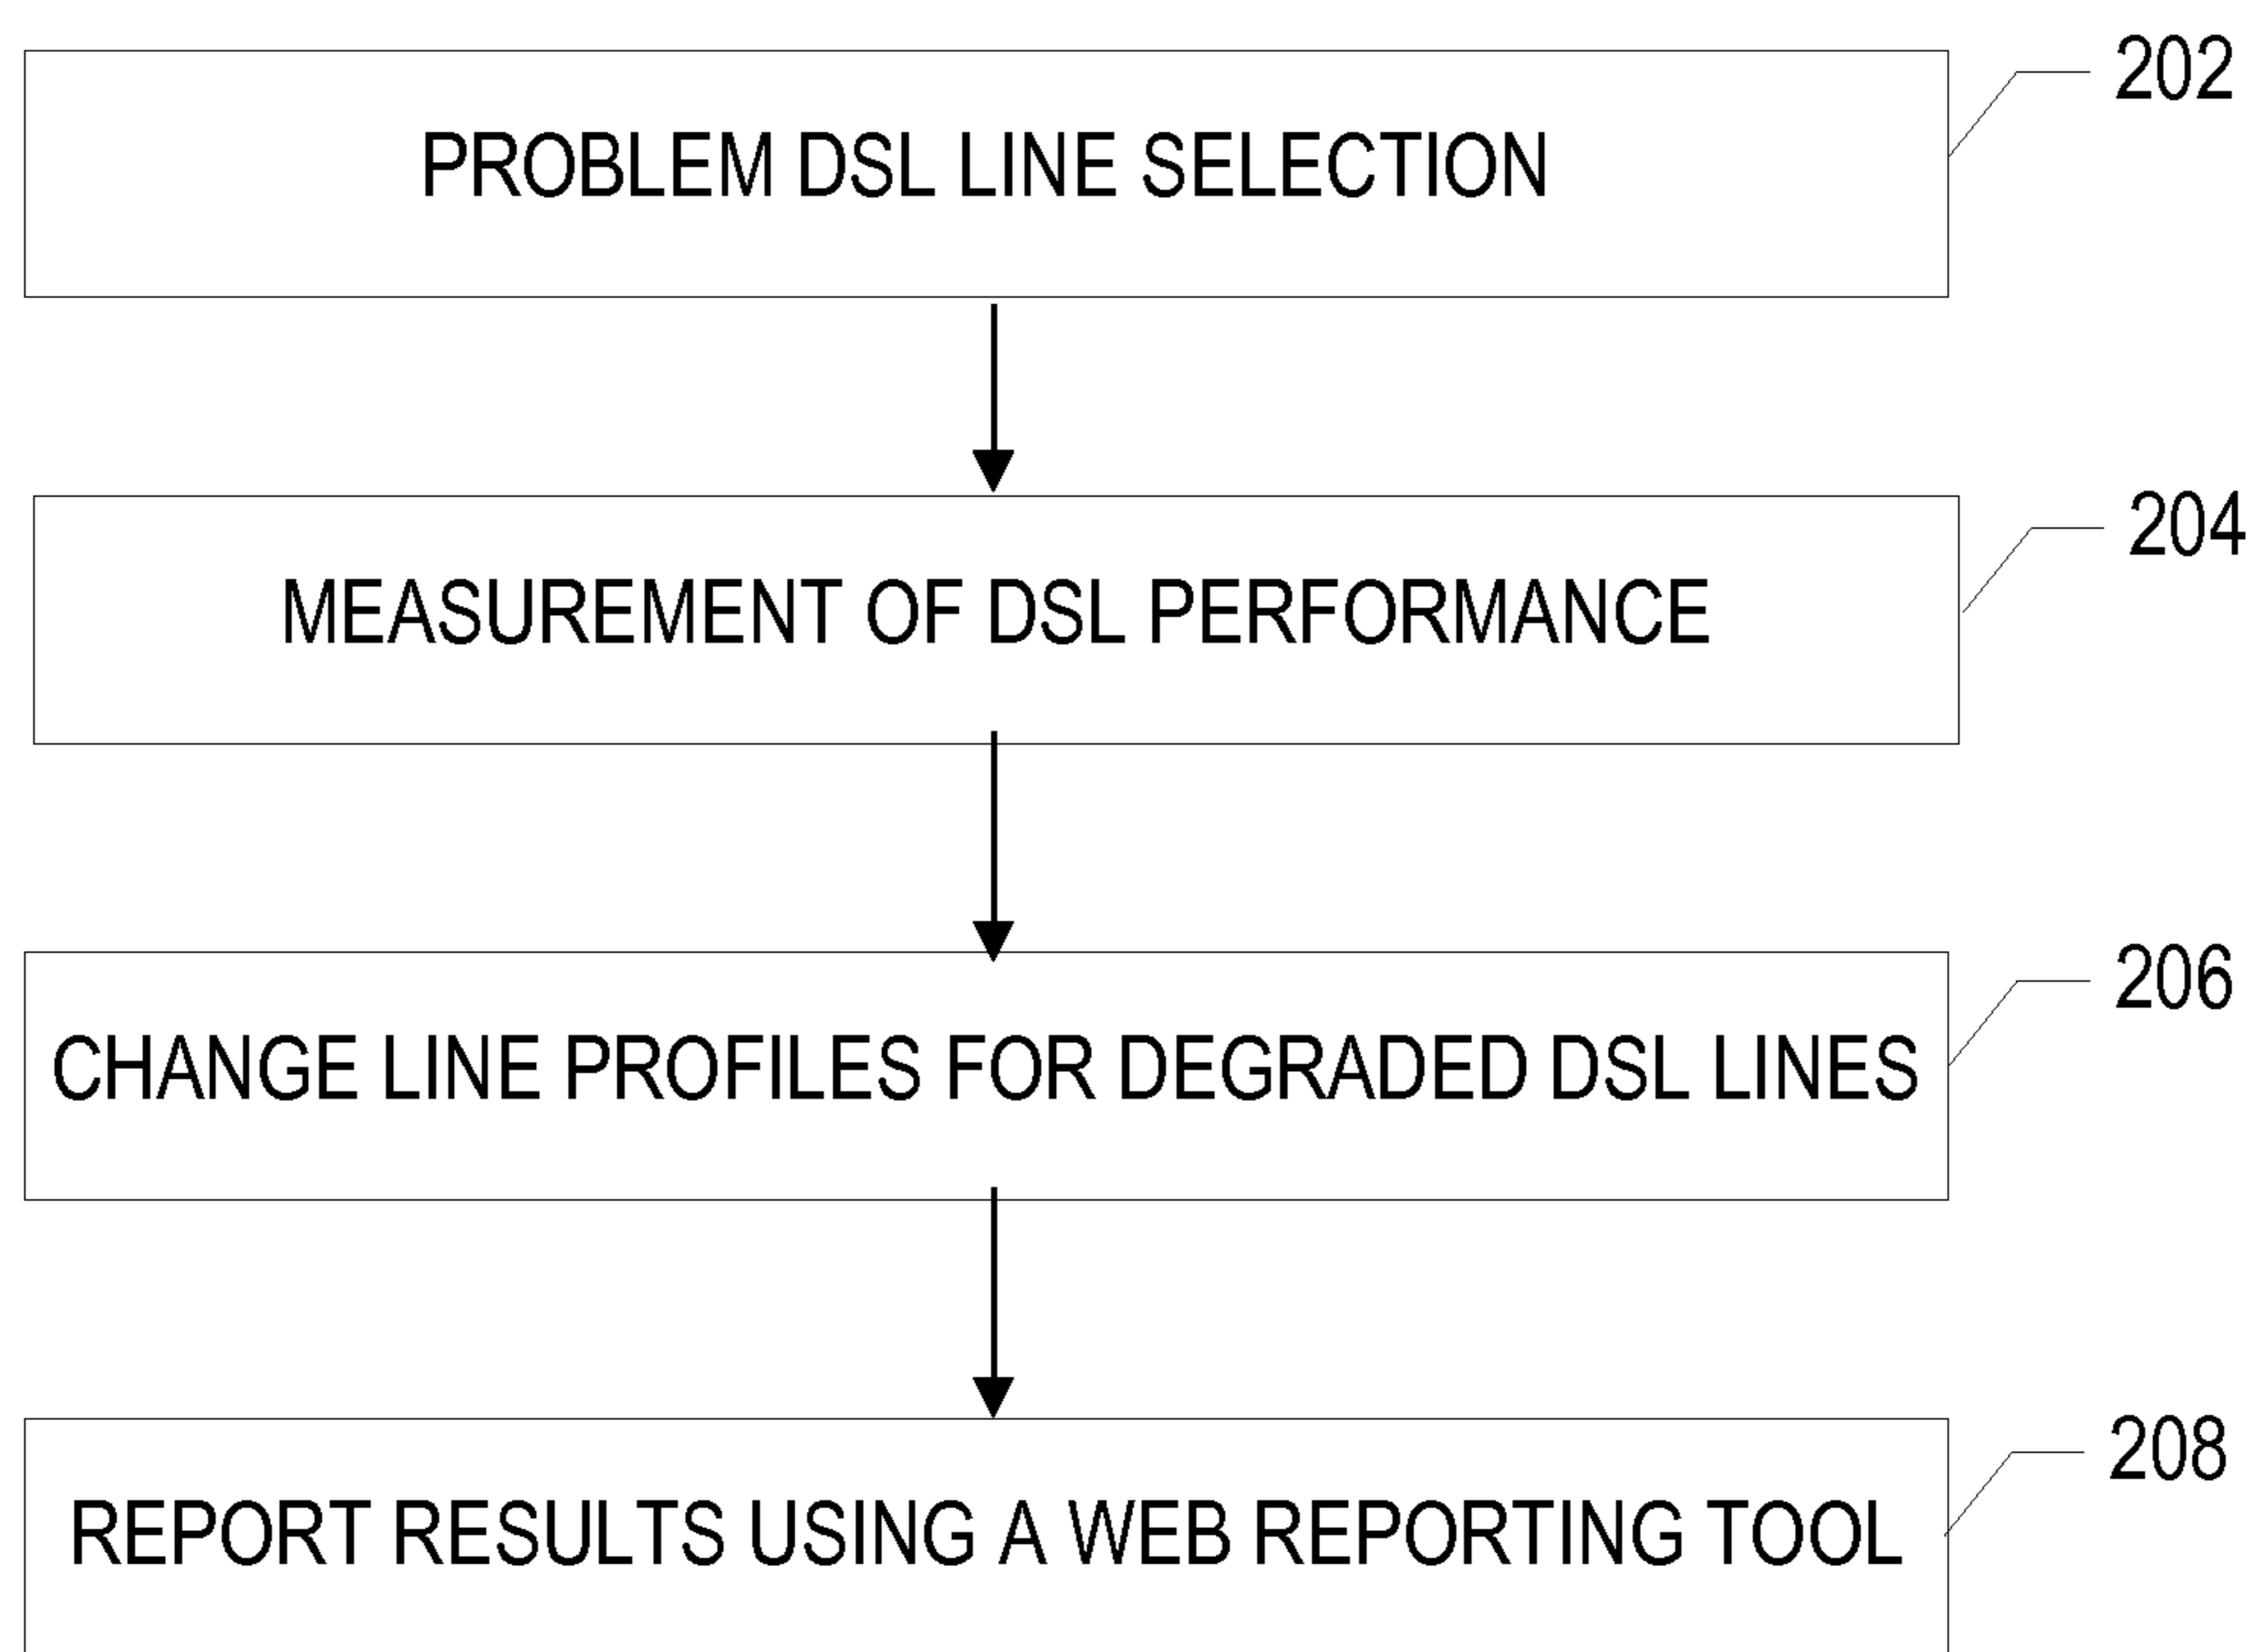 202
PROBLEM DSL LINE SELECTION
204
MEASUREMENT OF DSL PERFORMANCE
206
CHANGE LINE PROFILES FOR DEGRADED DSL LINES
208
REPORT RESULTS USING A WEB REPORTING TOOL